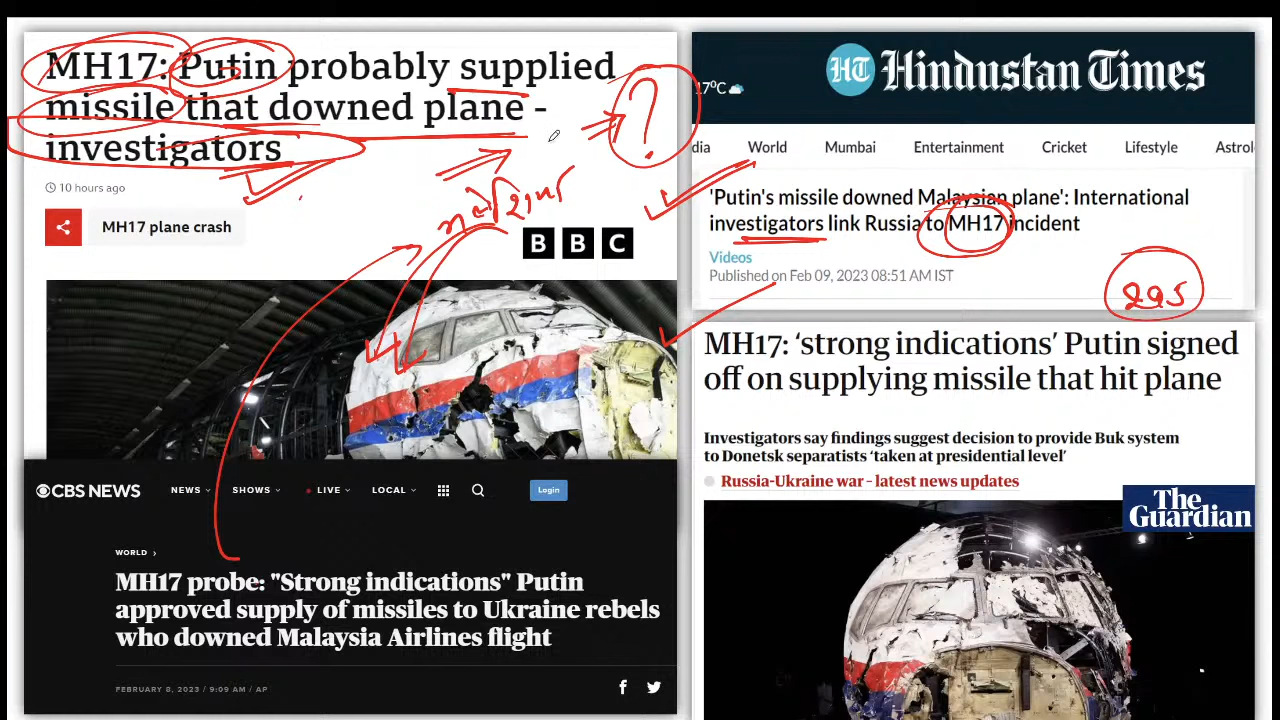 MH17: Putin probably supplied
missile that downed plane -
investigators
10 hours ago
MH17 plane crash
BBC
?
CBS NEWS
NEWS SHOWS LIVE LOCAL Login
WORLD
MH17 probe: "Strong indications" Putin
approved supply of missiles to Ukraine rebels
who downed Malaysia Airlines flight
FEBRUARY 8, 2023 / 9:09 AM / AP
HT Hindustan Times
17°C
dia World Mumbai Entertainment Cricket Lifestyle Astrol
'Putin's missile downed Malaysian plane': International
investigators link Russia to MH17 incident
Videos
Published on Feb 09, 2023 08:51 AM IST
MH17: ‘strong indications’ Putin signed
off on supplying missile that hit plane
Investigators say findings suggest decision to provide Buk system
to Donetsk separatists ‘taken at presidential level’
Russia-Ukraine war – latest news updates
The
Guardian